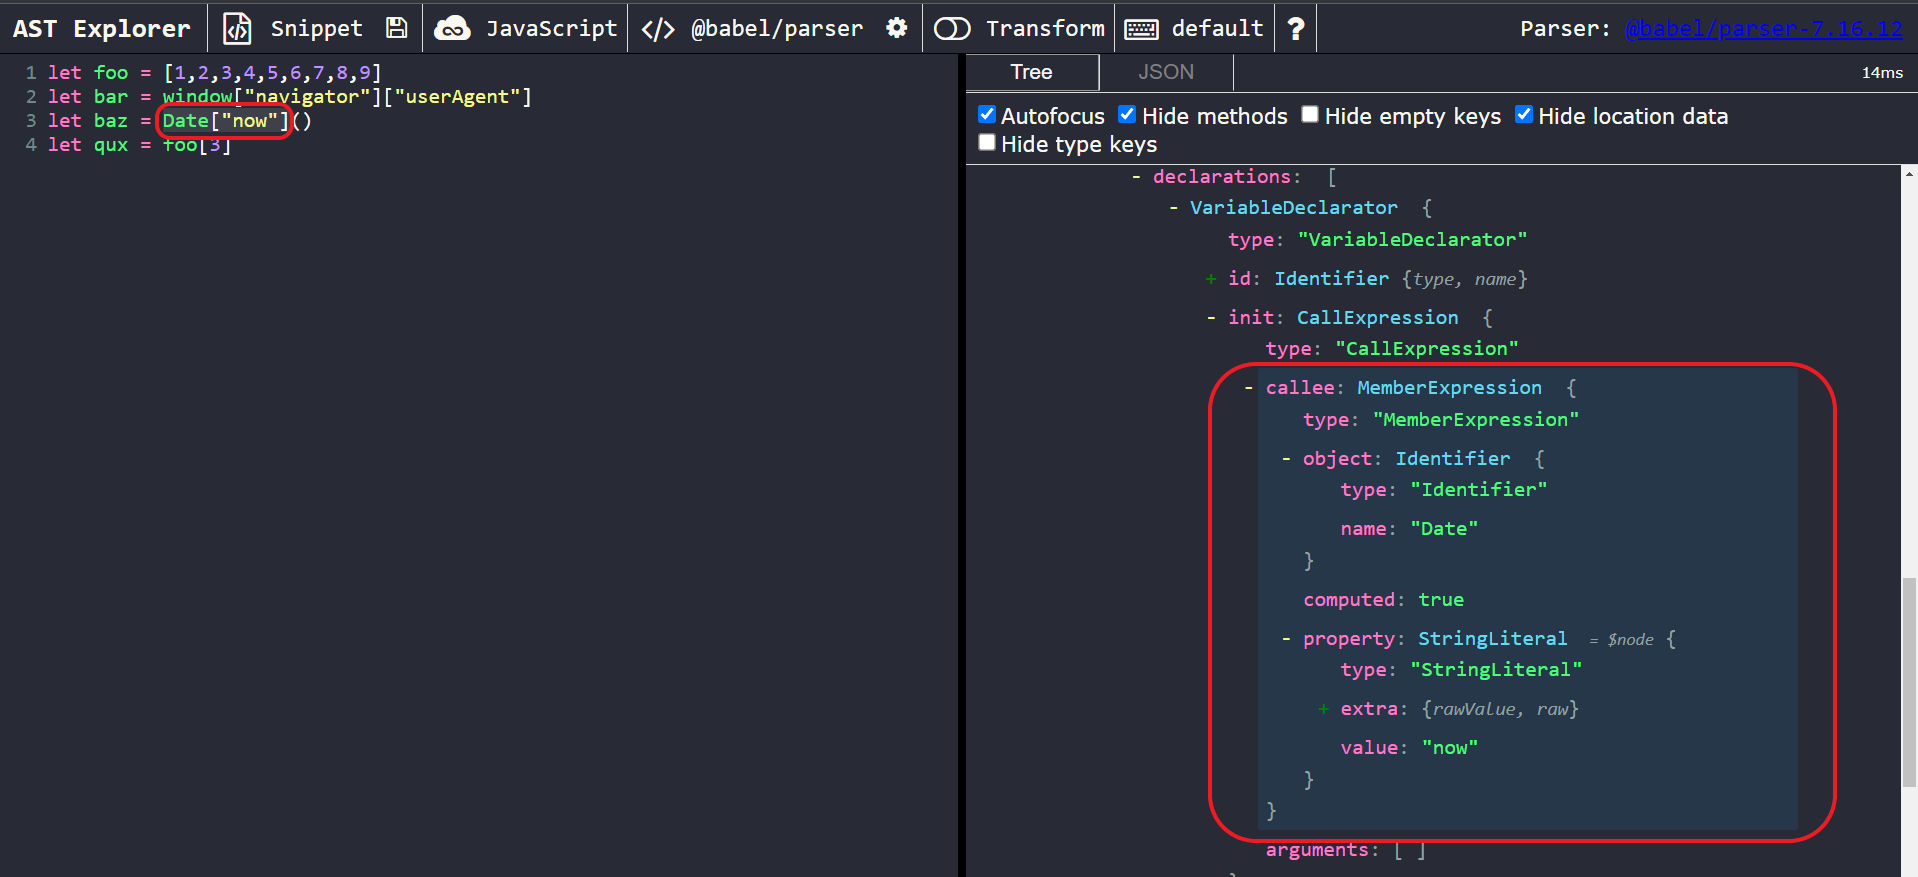 AST Explorer Snippet JavaScript </> @babel/parser Transform default ? Parser: @babel/parser-7.16.12
1 let foo = [1,2,3,4,5,6,7,8,9]
2 let bar = window["navigator"]["userAgent"]
3 let baz = Date["now"]()
4 let qux = foo[3]
Tree JSON 14ms
Autofocus Hide methods Hide empty keys Hide location data
Hide type keys
- declarations: [
- VariableDeclarator {
type: "VariableDeclarator"
+ id: Identifier {type, name}
- init: CallExpression {
type: "CallExpression"
- callee: MemberExpression {
type: "MemberExpression"
- object: Identifier {
type: "Identifier"
name: "Date"
}
computed: true
- property: StringLiteral = $node {
type: "StringLiteral"
+ extra: {rawValue, raw}
value: "now"
}
}
arguments: [ ]